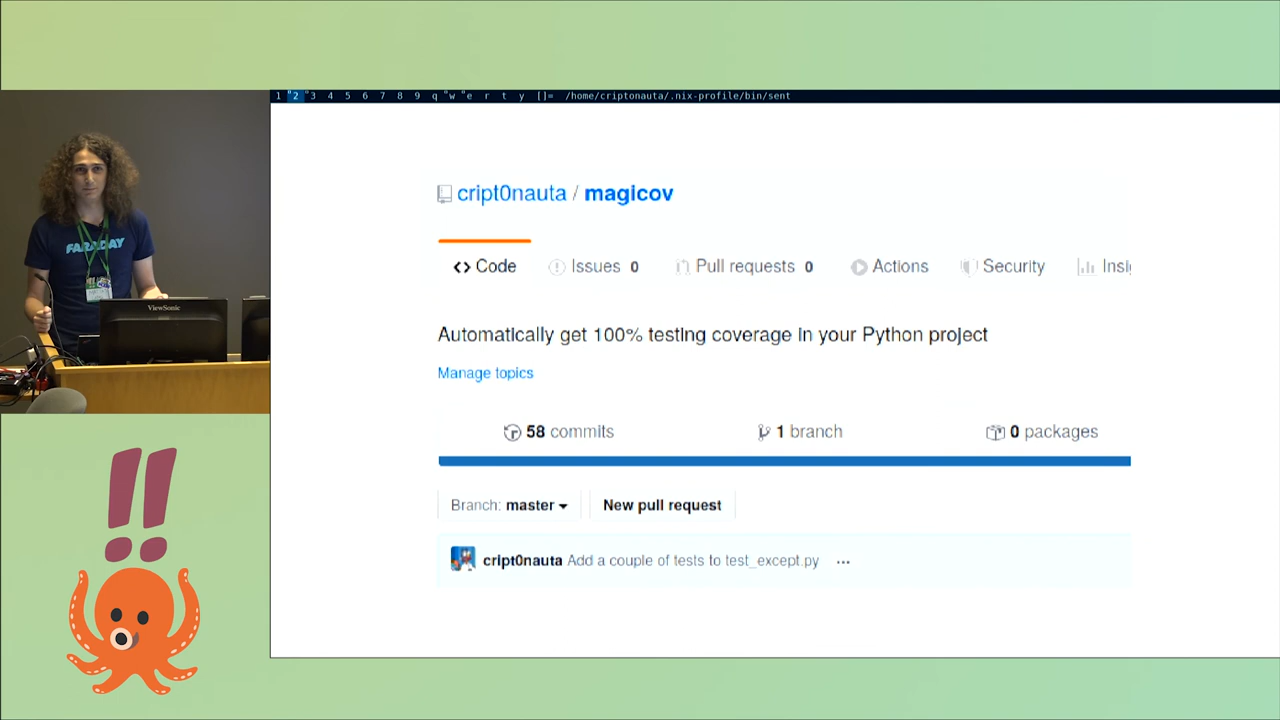 1 "2 "3 4 5 6 7 8 9 q "w "e r t y []= /home/criptonauta/.nix-profile/bin/sent
cript0nauta / magicov
Code Issues 0 Pull requests 0 Actions Security Insi
Automatically get 100% testing coverage in your Python project
Manage topics
58 commits 1 branch 0 packages
Branch: master New pull request
cript0nauta Add a couple of tests to test_except.py ...
FARADAY
ViewSonic
!!